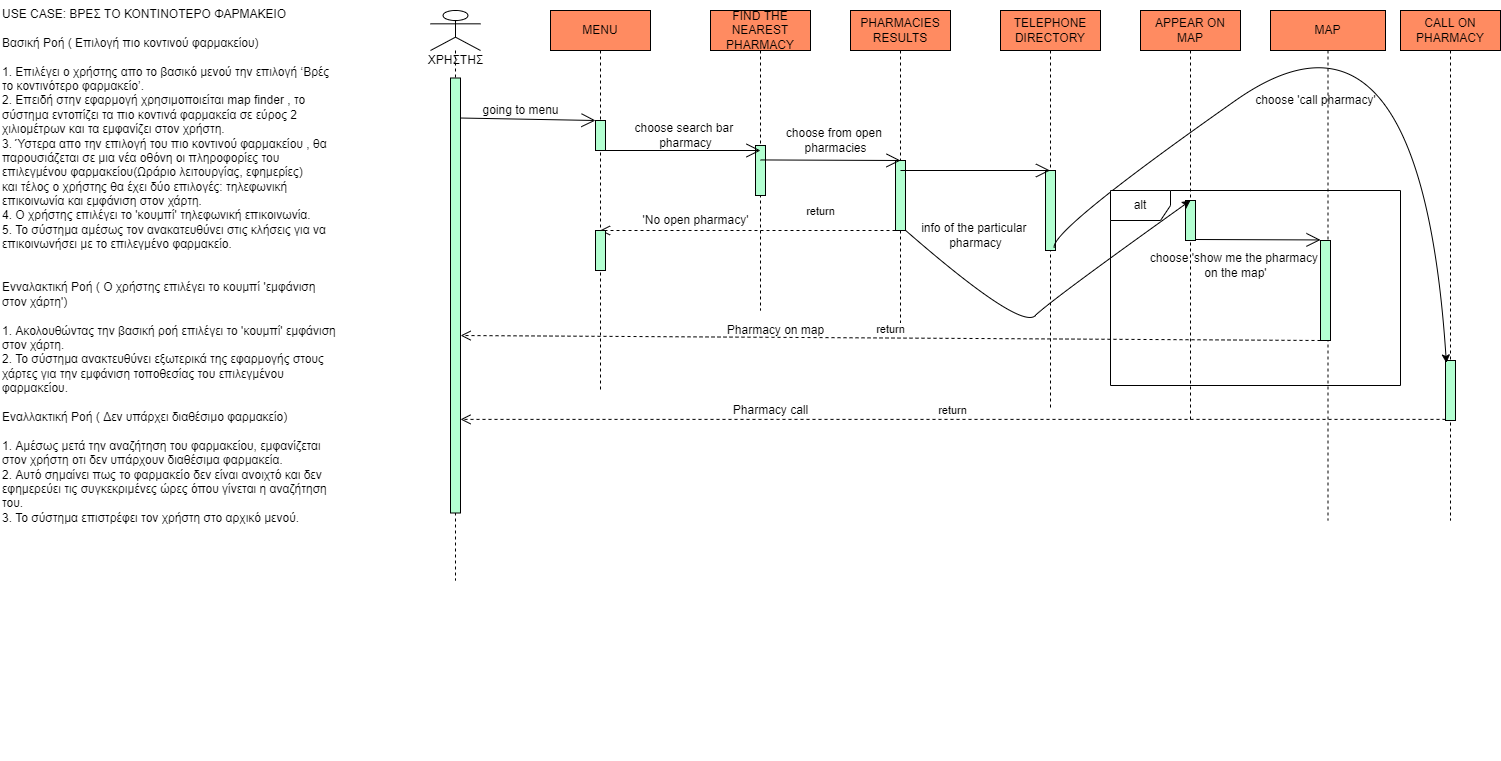 USE CASE: ΒΡΕΣ ΤΟ ΚΟΝΤΙΝΟΤΕΡΟ ΦΑΡΜΑΚΕΙΟ
Βασική Ροή ( Επιλογή πιο κοντινού φαρμακείου)
1. Επιλέγει ο χρήστης απο το βασικό μενού την επιλογή 'Βρές
το κοντινότερο φαρμακείο'.
2. Επειδή στην εφαρμογή χρησιμοποιείται map finder , το
σύστημα εντοπίζει τα πιο κοντινά φαρμακεία σε εύρος 2
χιλιομέτρων και τα εμφανίζει στον χρήστη.
3. Ύστερα απο την επιλογή του πιο κοντινού φαρμακείου , θα
παρουσιάζεται σε μια νέα οθόνη οι πληροφορίες του
επιλεγμένου φαρμακείου(Ωράριο λειτουργίας, εφημερίες)
και τέλος ο χρήστης θα έχει δύο επιλογές: τηλεφωνική
επικοινωνία και εμφάνιση στον χάρτη.
4. Ο χρήστης επιλέγει το 'κουμπί' τηλεφωνική επικοινωνία.
5. Το σύστημα αμέσως τον ανακατευθύνει στις κλήσεις για να
επικοινωνήσει με το επιλεγμένο φαρμακείο.
Ενναλακτική Ροή ( Ο χρήστης επιλέγει το κουμπί 'εμφάνιση
στον χάρτη')
1. Ακολουθώντας την βασική ροή επιλέγει το 'κουμπί' εμφάνιση
στον χάρτη.
2. Το σύστημα ανακτευθύνει εξωτερικά της εφαρμογής στους
χάρτες για την εμφάνιση τοποθεσίας του επιλεγμένου
φαρμακείου.
Εναλλακτική Ροή ( Δεν υπάρχει διαθέσιμο φαρμακείο)
1. Αμέσως μετά την αναζήτηση του φαρμακείου, εμφανίζεται
στον χρήστη οτι δεν υπάρχουν διαθέσιμα φαρμακεία.
2. Αυτό σημαίνει πως το φαρμακείο δεν είναι ανοιχτό και δεν
εφημερεύει τις συγκεκριμένες ώρες όπου γίνεται η αναζήτηση
του.
3. Το σύστημα επιστρέφει τον χρήστη στο αρχικό μενού.
ΧΡΗΣΤΗΣ
MENU
FIND THE
NEAREST
PHARMACY
PHARMACIES
RESULTS
TELEPHONE
DIRECTORY
APPEAR ON
MAP
MAP
CALL ON
PHARMACY
going to menu
choose search bar
pharmacy
choose from open
pharmacies
choose 'call pharmacy'
alt
return
'No open pharmacy'
info of the particular
pharmacy
choose 'show me the pharmacy
on the map'
Pharmacy on map
return
Pharmacy call
return